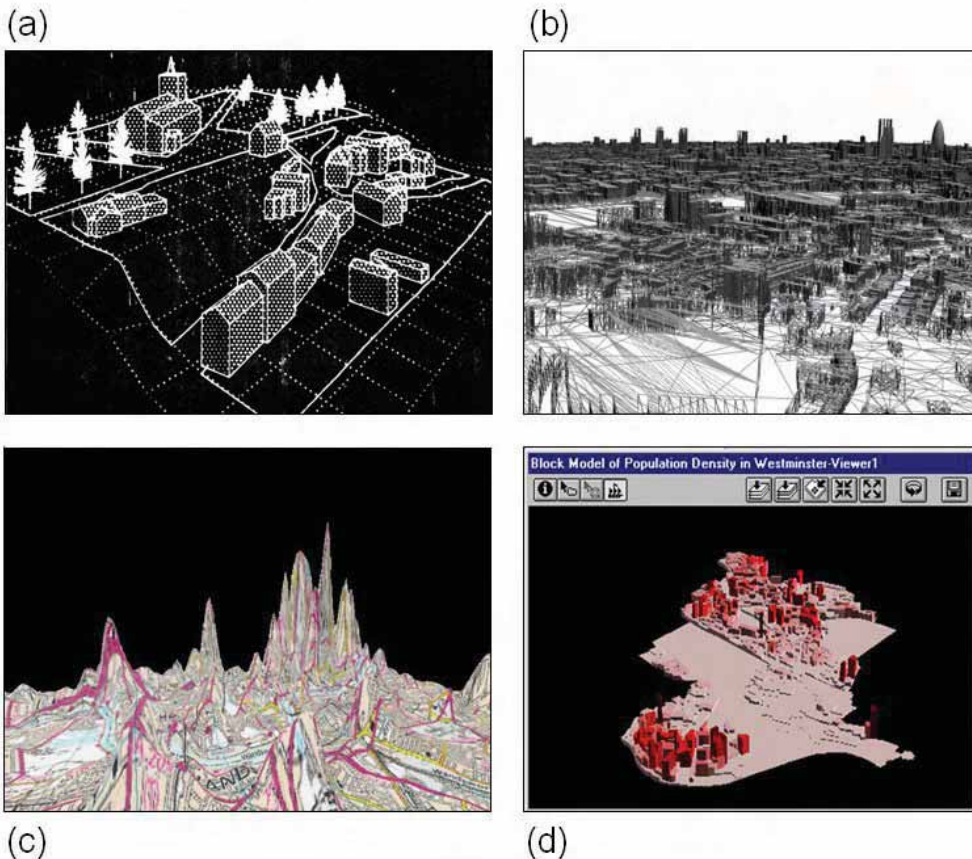 (a)
(b)
Block Model of Population Density in Westminster-Viewer1
(c)
(d)